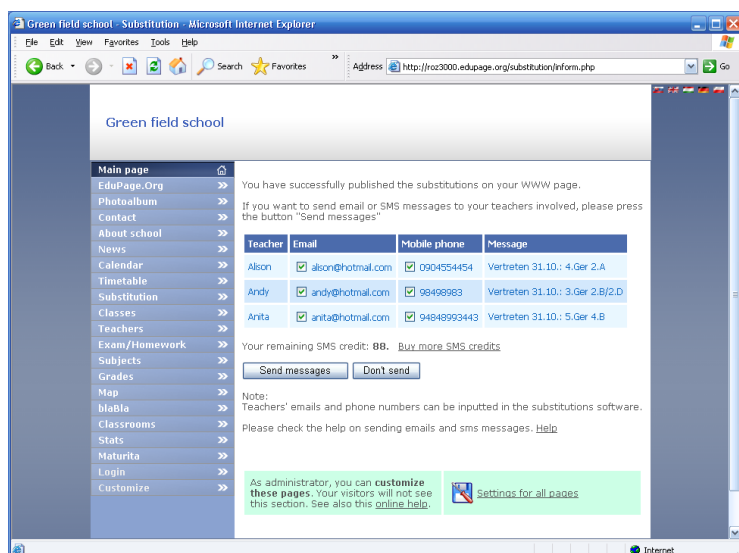 Green field school - Substitution - Microsoft Internet Explorer
File Edit View Favorites Tools Help
Back Search Favorites » Address http://roz3000.edupage.org/substitution/inform.php Go
Green field school
Main page
EduPage.Org
Photoalbum
Contact
About school
News
Calendar
Timetable
Substitution
Classes
Teachers
Exam/Homework
Subjects
Grades
Map
blaBla
Classrooms
Stats
Maturita
Login
Customize
You have successfully published the substitutions on your WWW page.
If you want to send email or SMS messages to your teachers involved, please press
the button "Send messages"
Teacher Email Mobile phone Message
Alison alison@hotmail.com 0904554454 Vertreten 31.10.: 4.Ger 2.A
Andy andy@hotmail.com 98498983 Vertreten 31.10.: 3.Ger 2.B/2.D
Anita anita@hotmail.com 94848993443 Vertreten 31.10.: 5.Ger 4.B
Your remaining SMS credit: 88. Buy more SMS credits
Send messages Don't send
Note:
Teachers' emails and phone numbers can be inputted in the substitutions software.
Please check the help on sending emails and sms messages. Help
As administrator, you can customize
these pages. Your visitors will not see
this section. See also this online help.
Settings for all pages
Internet